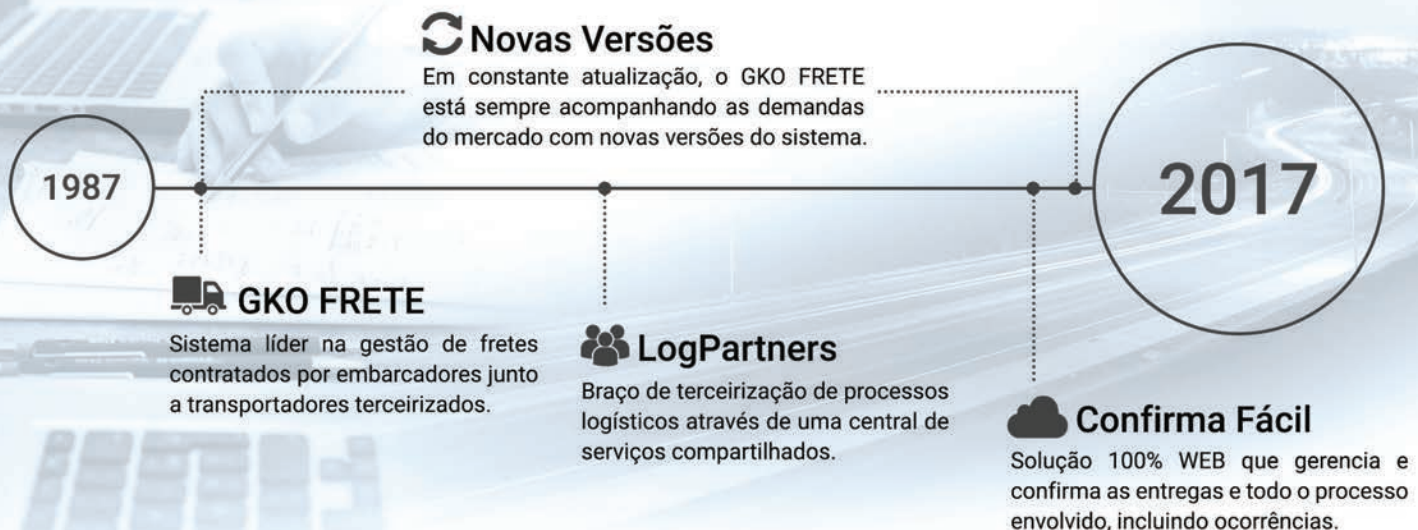 Novas Versões
Em constante atualização, o GKO FRETE
está sempre acompanhando as demandas
do mercado com novas versões do sistema.
1987
2017
GKO FRETE
Sistema líder na gestão de fretes
contratados por embarcadores junto
a transportadores terceirizados.
LogPartners
Braço de terceirização de processos
logísticos através de uma central de
serviços compartilhados.
Confirma Fácil
Solução 100% WEB que gerencia e
confirma as entregas e todo o processo
envolvido, incluindo ocorrências.